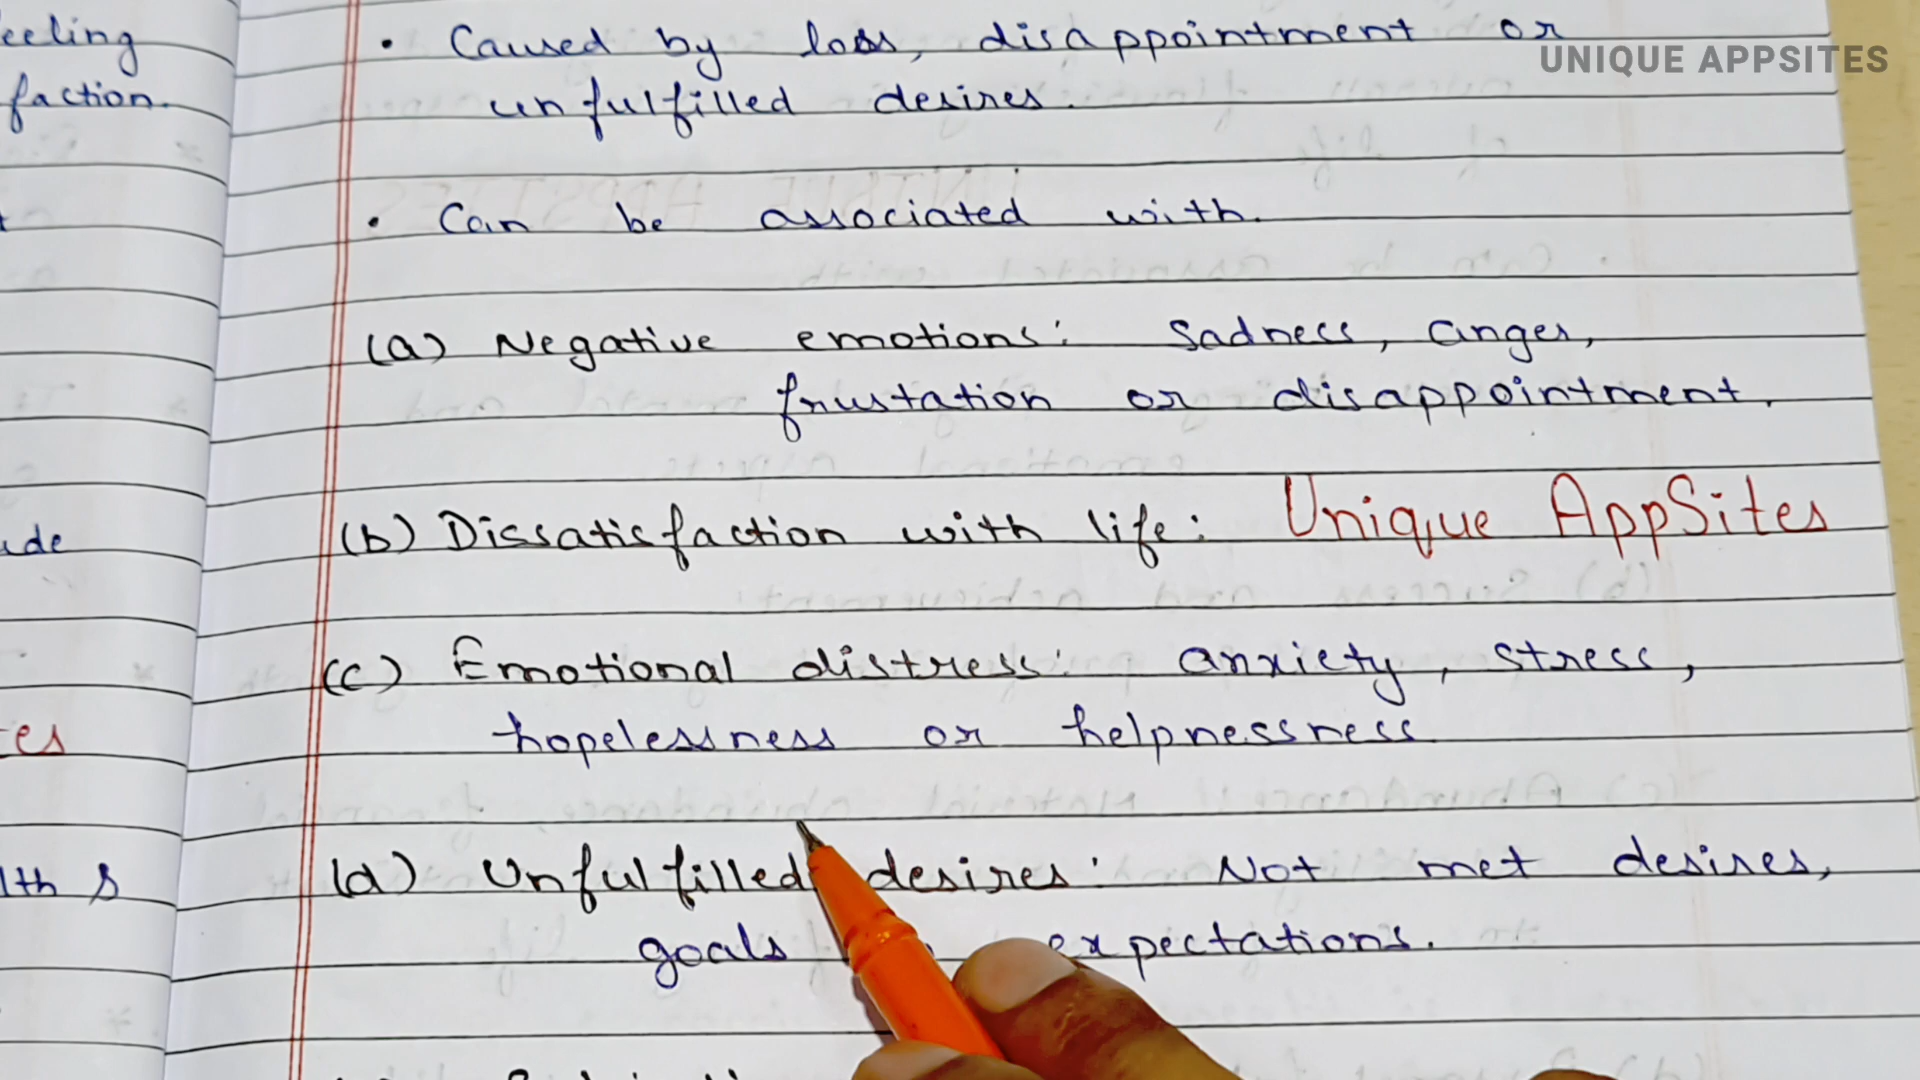 eeling
faction.
ade
es
lth &
UNIQUE APPSITES
• Caused by loss, disappointment or
unfulfilled desires.
• Can be associated with.
(a) Negative emotions: Sadness, anger,
frustation or disappointment.
(b) Dissatisfaction with life: Unique AppSites
(c) Emotional distress: anxiety, stress,
hopelessness or helpnessness
(d) Unfulfilled desires: Not met desires,
goals expectations.